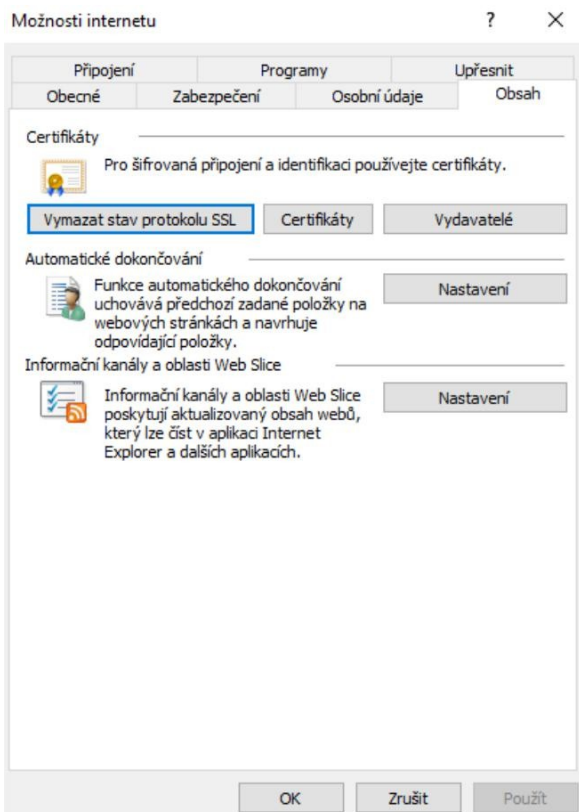 Možnosti internetu
?
Připojení Programy Upřesnit
Obecné Zabezpečení Osobní údaje Obsah
Certifikáty
Pro šifrovaná připojení a identifikaci používejte certifikáty.
Vymazat stav protokolu SSL Certifikáty Vydavatelé
Automatické dokončování
Funkce automatického dokončování
uchovává předchozí zadané položky na
webových stránkách a navrhuje
odpovídající položky.
Nastavení
Informační kanály a oblasti Web Slice
Informační kanály a oblasti Web Slice
poskytují aktualizovaný obsah webů,
který lze číst v aplikaci Internet
Explorer a dalších aplikacích.
Nastavení
OK Zrušit Použít